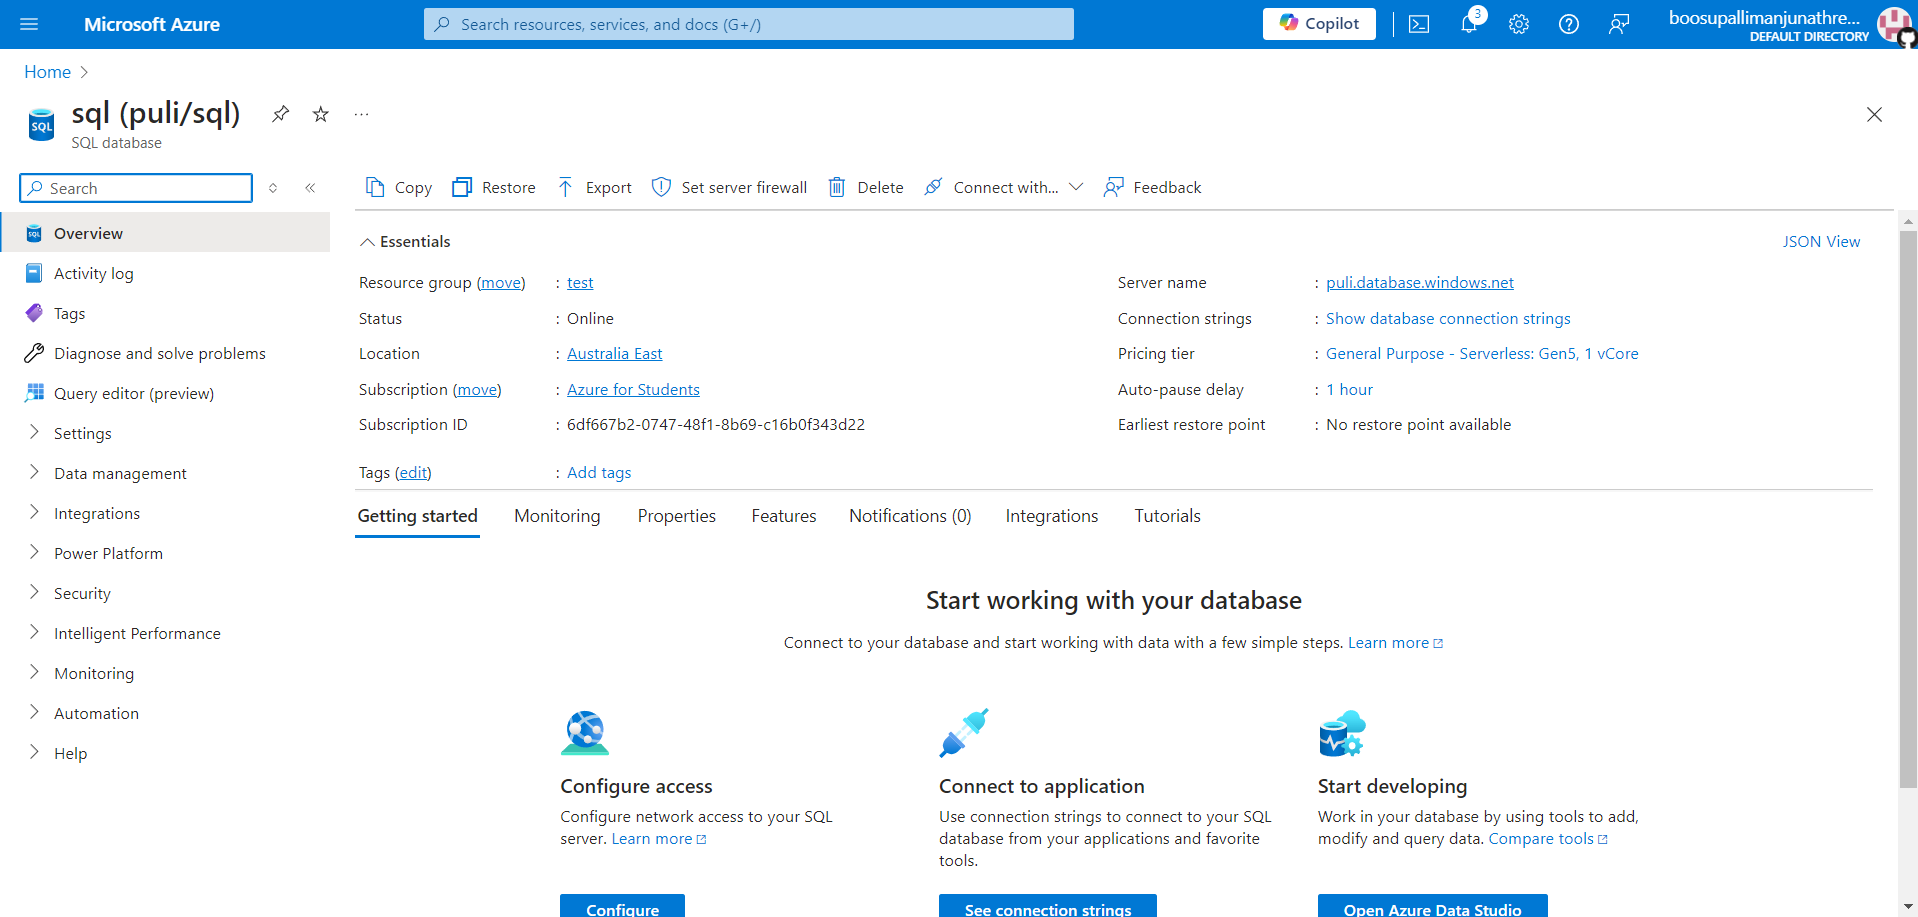 Microsoft Azure
Search resources, services, and docs (G+/)
Copilot
3
boosupallimanjunathre...
DEFAULT DIRECTORY
Home
sql (puli/sql)
SQL database
SQL
Search
Copy
Restore
Export
Set server firewall
Delete
Connect with...
Feedback
Overview
Activity log
Tags
Diagnose and solve problems
Query editor (preview)
Settings
Data management
Integrations
Power Platform
Security
Intelligent Performance
Monitoring
Automation
Help
Essentials
JSON View
Resource group (move) : test
Status : Online
Location : Australia East
Subscription (move) : Azure for Students
Subscription ID : 6df667b2-0747-48f1-8b69-c16b0f343d22
Server name : puli.database.windows.net
Connection strings : Show database connection strings
Pricing tier : General Purpose - Serverless: Gen5, 1 vCore
Auto-pause delay : 1 hour
Earliest restore point : No restore point available
Tags (edit) : Add tags
Getting started
Monitoring
Properties
Features
Notifications (0)
Integrations
Tutorials
Start working with your database
Connect to your database and start working with data with a few simple steps. Learn more
Configure access
Configure network access to your SQL
server. Learn more
Configure
Connect to application
Use connection strings to connect to your SQL
database from your applications and favorite
tools.
See connection strings
Start developing
Work in your database by using tools to add,
modify and query data. Compare tools
Open Azure Data Studio